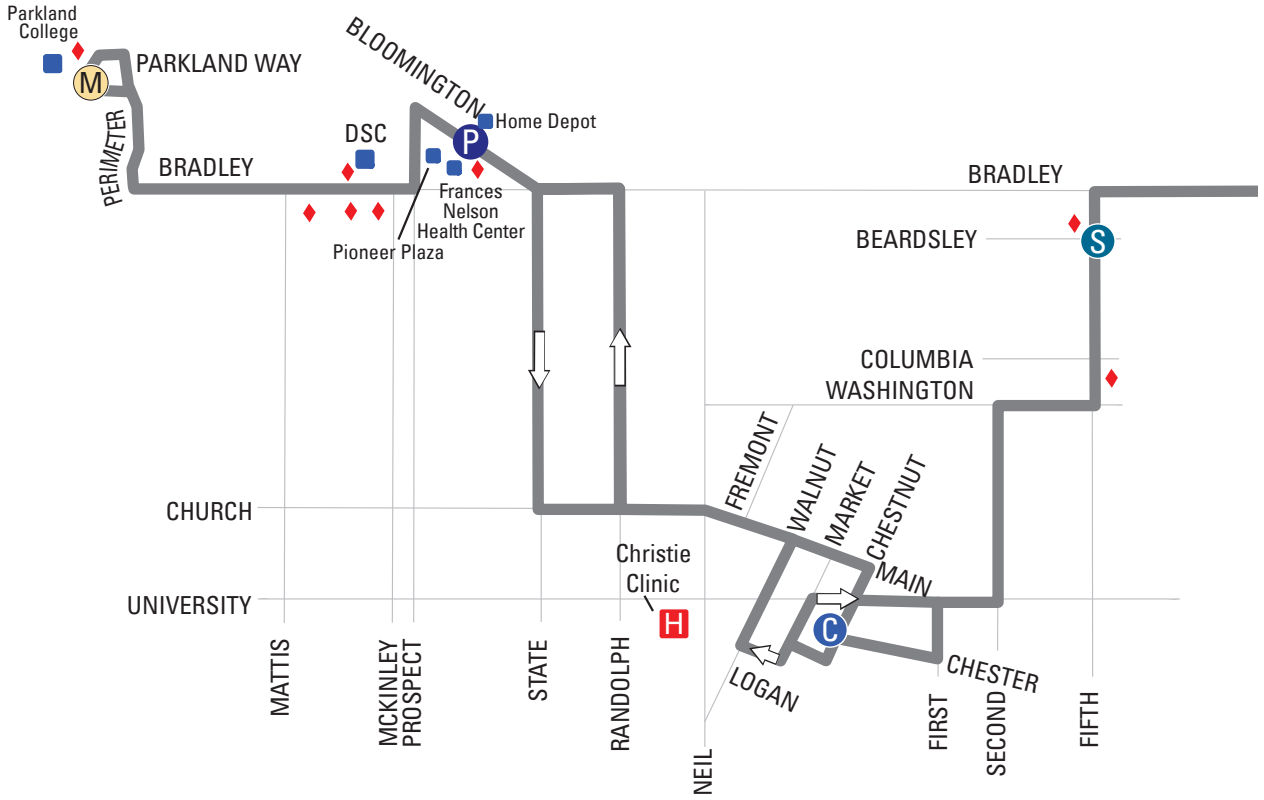 Parkland
College
M
PARKLAND WAY
PERIMETER
BRADLEY
DSC
BLOOMINGTON
P
Home Depot
Frances
Nelson
Health Center
Pioneer Plaza
BRADLEY
BEARDSLEY
S
COLUMBIA
WASHINGTON
CHURCH
FREMONT
WALNUT
MARKET
CHESTNUT
MAIN
Christie
Clinic
H
UNIVERSITY
C
LOGAN
CHESTER
MATTIS
MCKINLEY
PROSPECT
STATE
RANDOLPH
NEIL
FIRST
SECOND
FIFTH